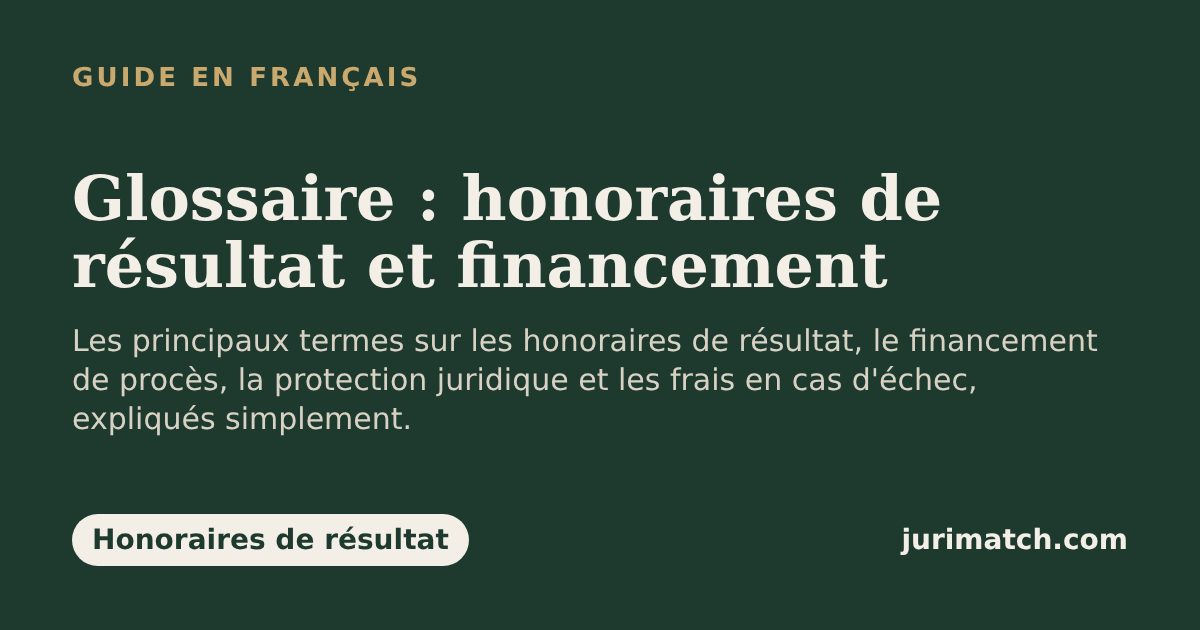 GUIDE EN FRANÇAIS
Glossaire : honoraires de
résultat et financement
Les principaux termes sur les honoraires de résultat, le financement
de procès, la protection juridique et les frais en cas d'échec,
expliqués simplement.
Honoraires de résultat
jurimatch.com